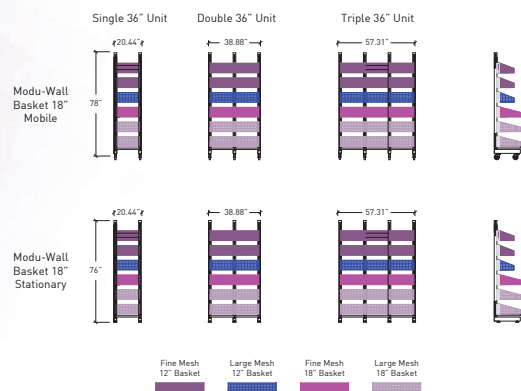 Single 36" Unit Double 36" Unit Triple 36" Unit
20.44" 38.88" 57.31"
Modu-Wall
Basket 18"
Mobile
78"
20.44" 38.88" 57.31"
Modu-Wall
Basket 18"
Stationary
76"
Fine Mesh Large Mesh Fine Mesh Large Mesh
12" Basket 12" Basket 18" Basket 18" Basket